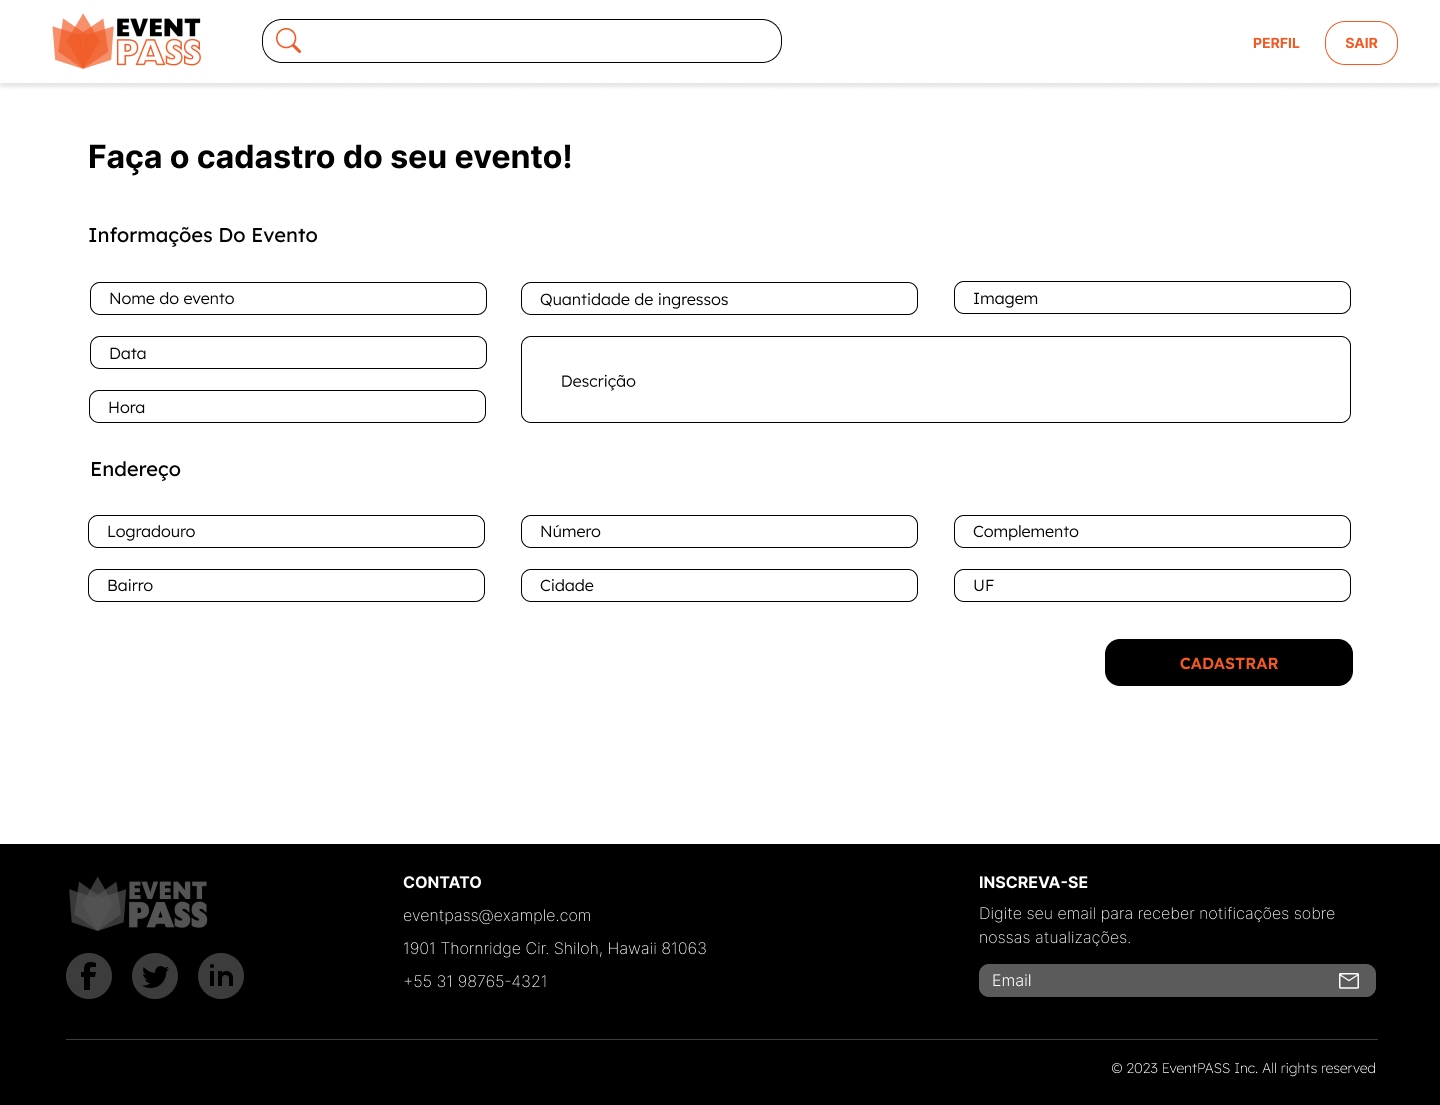 EVENT
PASS
PERFIL
SAIR
Faça o cadastro do seu evento!
Informações Do Evento
Nome do evento
Quantidade de ingressos
Imagem
Data
Descrição
Hora
Endereço
Logradouro
Número
Complemento
Bairro
Cidade
UF
CADASTRAR
EVENT
PASS
CONTATO
eventpass@example.com
1901 Thornridge Cir. Shiloh, Hawaii 81063
+55 31 98765-4321
INSCREVA-SE
Digite seu email para receber notificações sobre
nossas atualizações.
Email
© 2023 EventPASS Inc. All rights reserved